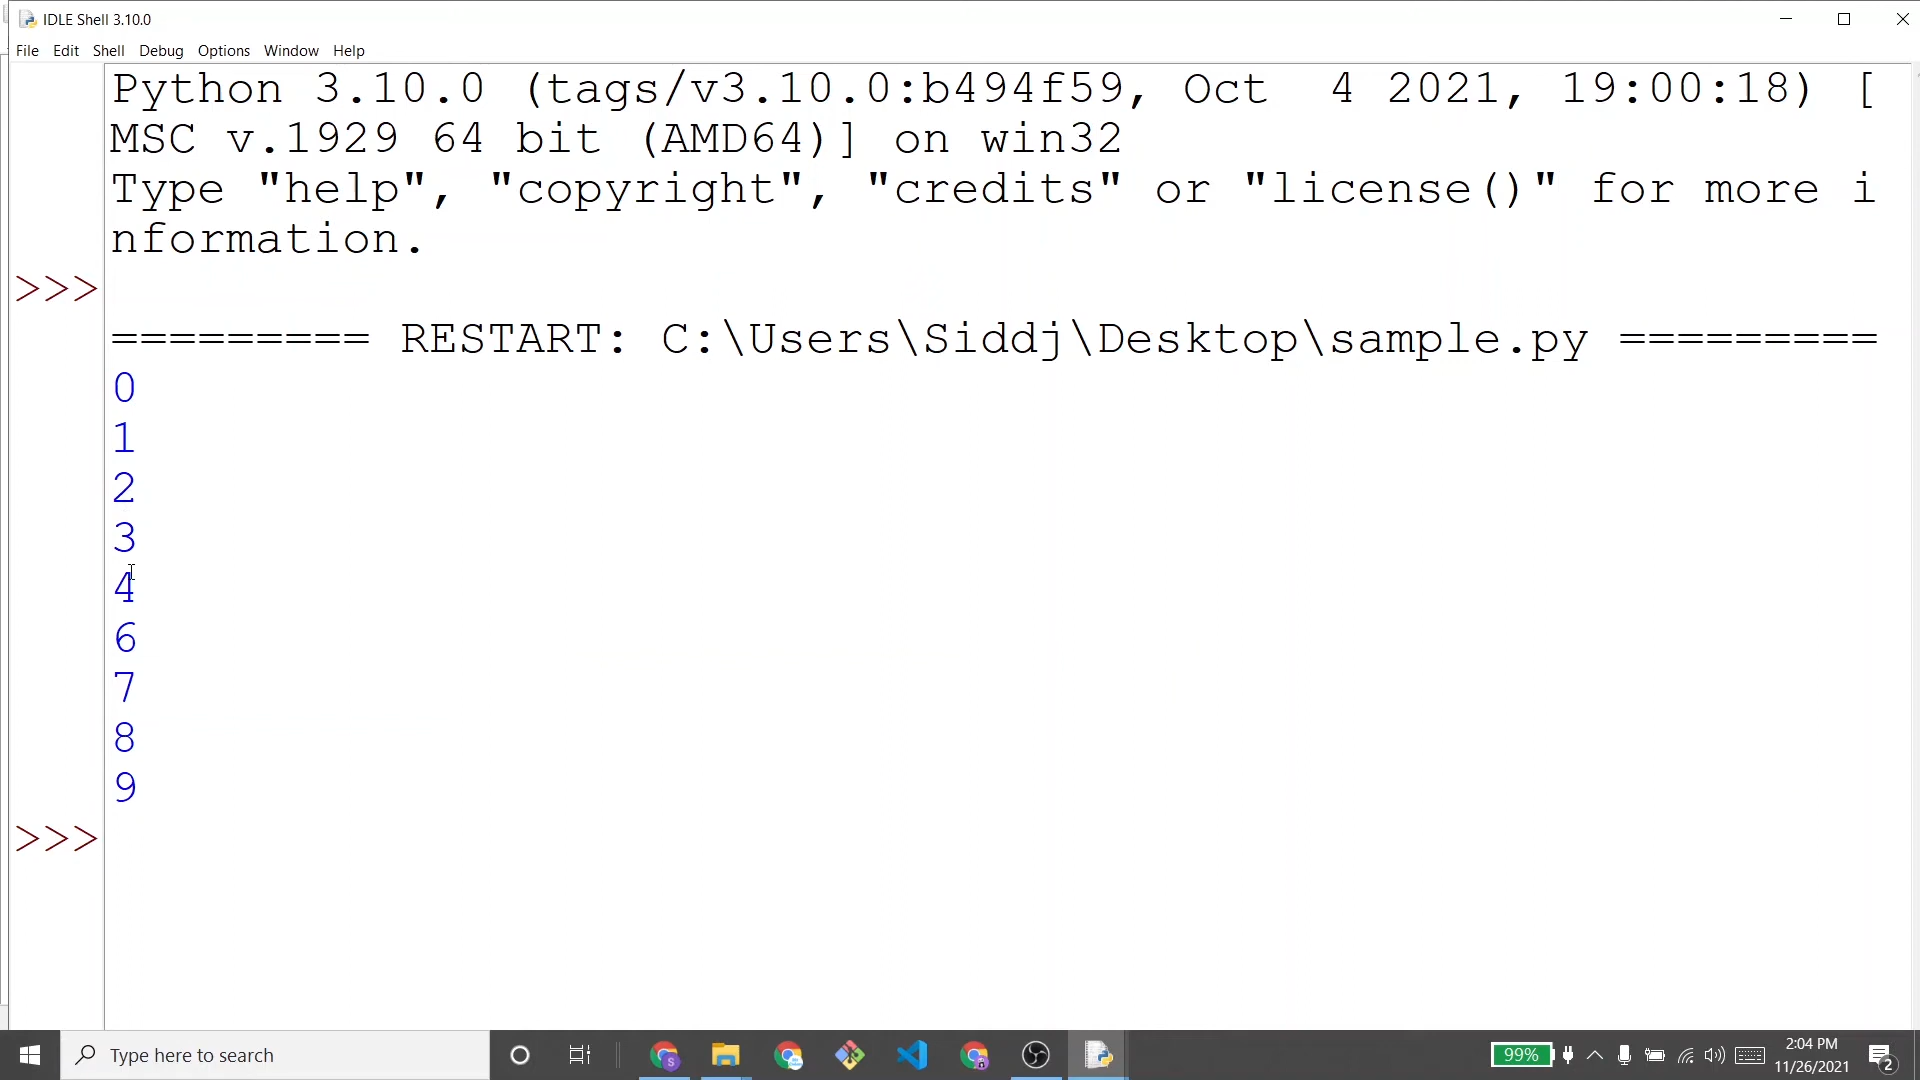 IDLE Shell 3.10.0
File Edit Shell Debug Options Window Help
Python 3.10.0 (tags/v3.10.0:b494f59, Oct  4 2021, 19:00:18) [
MSC v.1929 64 bit (AMD64)] on win32
Type "help", "copyright", "credits" or "license()" for more i
nformation.
>>>
========= RESTART: C:\Users\Siddj\Desktop\sample.py =========
0
1
2
3
4
6
7
8
9
>>>
Type here to search
99%
2:04 PM
11/26/2021
2